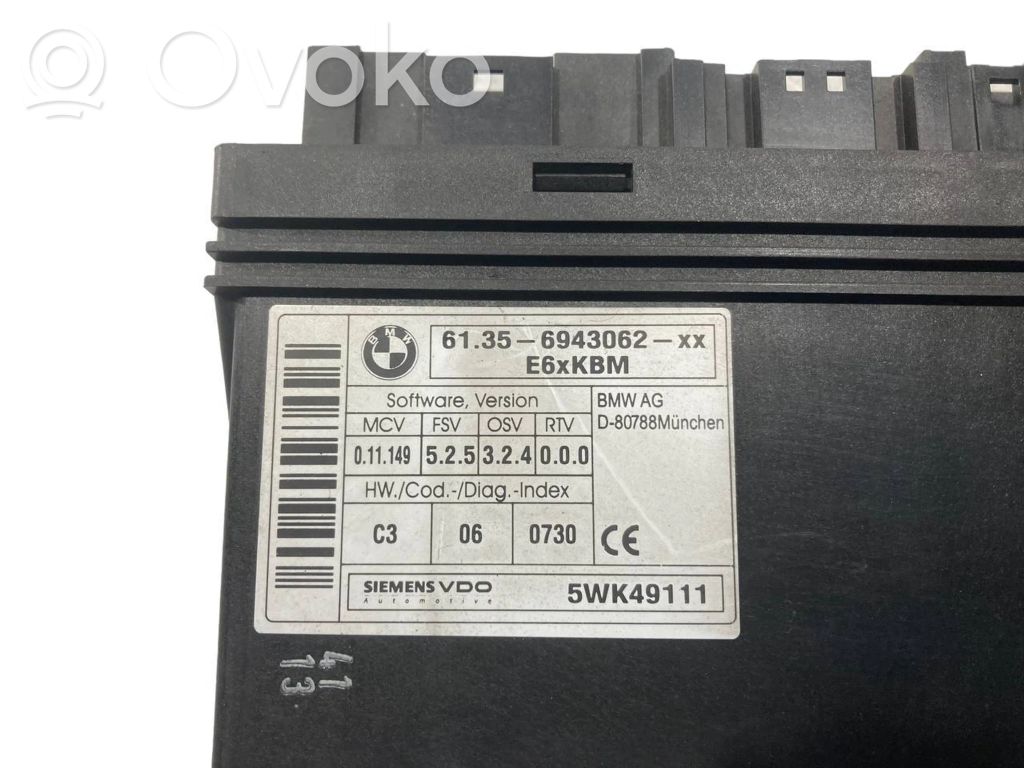 Ovoko
BMW
61.35-6943062-xx
E6xKBM
Software, Version
MCV FSV OSV RTV
0.11.149 5.2.5 3.2.4 0.0.0
HW./Cod.-/Diag.-Index
C3 06 0730
BMW AG
D-80788München
CE
SIEMENS VDO
Automotive
5WK49111
41
13